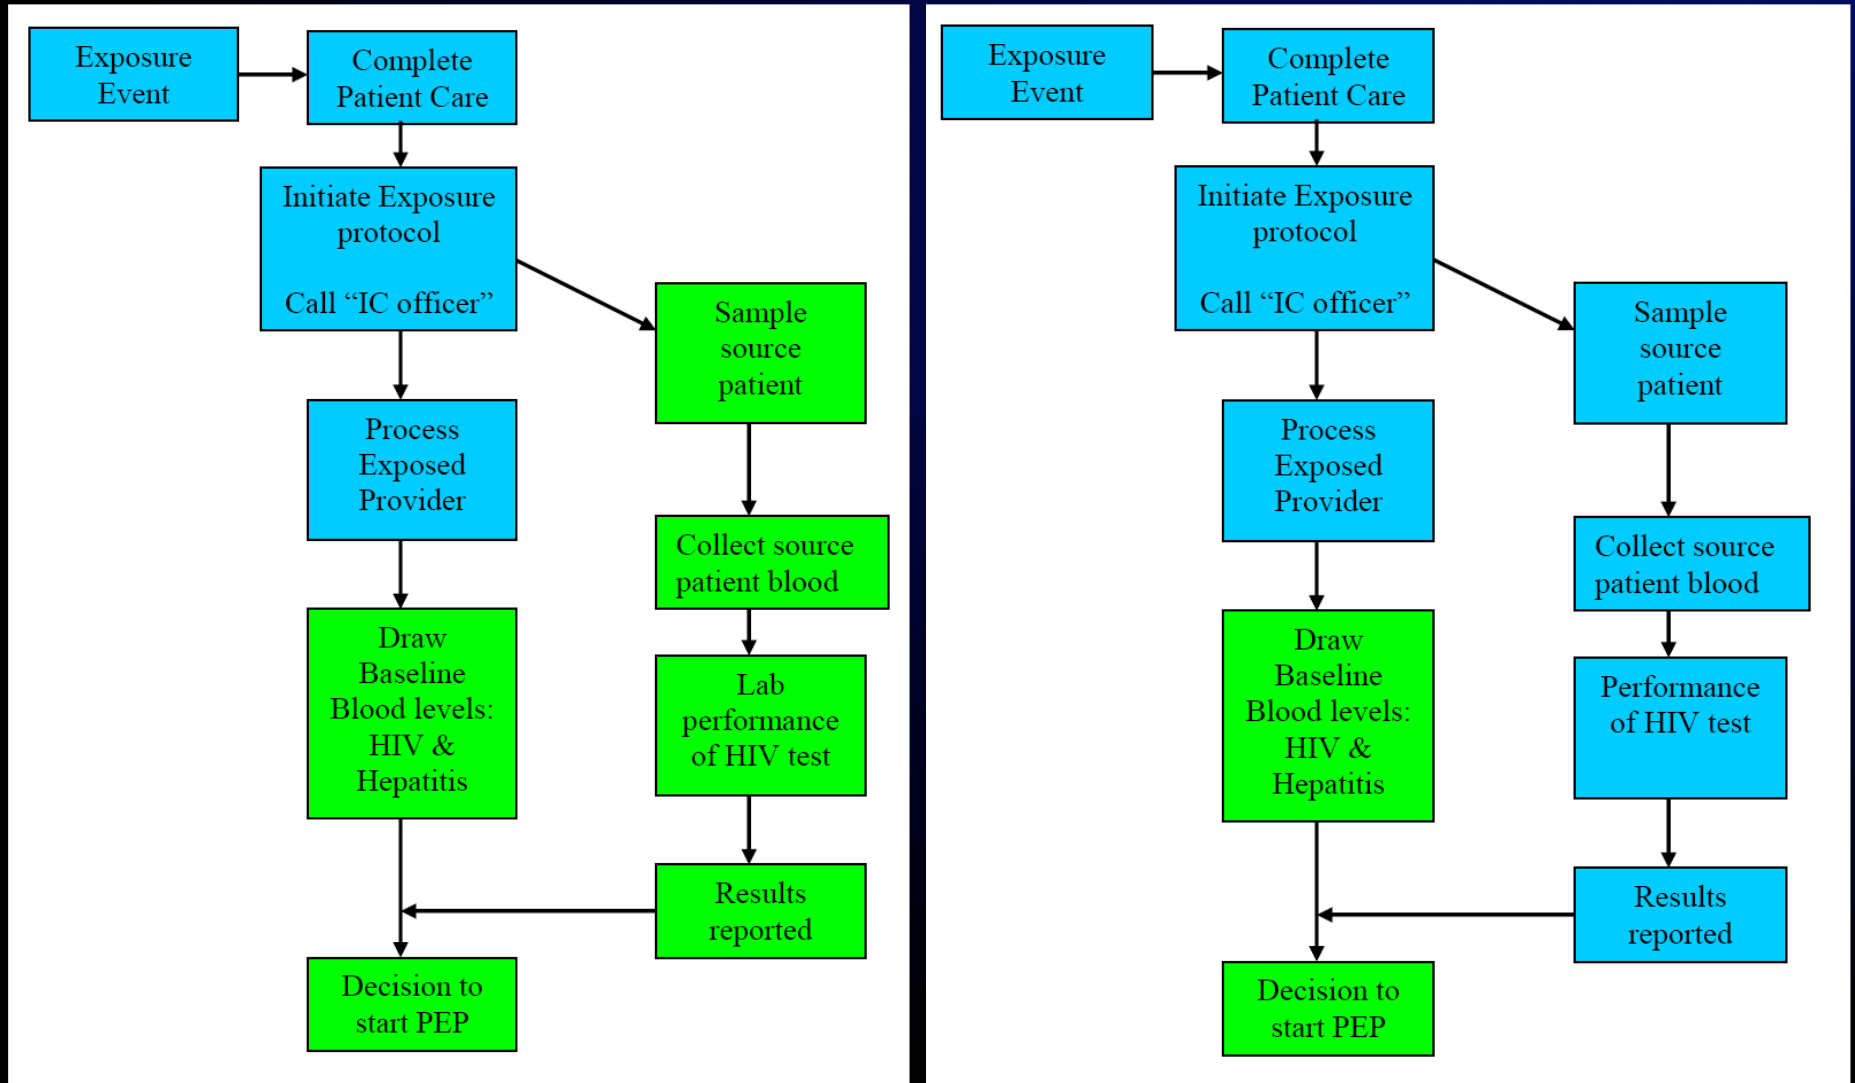 Exposure
Event
Complete
Patient Care
Initiate Exposure
protocol
Call “IC officer”
Sample
source
patient
Process
Exposed
Provider
Collect source
patient blood
Draw
Baseline
Blood levels:
HIV &
Hepatitis
Lab
performance
of HIV test
Results
reported
Decision to
start PEP
Exposure
Event
Complete
Patient Care
Initiate Exposure
protocol
Call “IC officer”
Sample
source
patient
Process
Exposed
Provider
Collect source
patient blood
Draw
Baseline
Blood levels:
HIV &
Hepatitis
Performance
of HIV test
Results
reported
Decision to
start PEP